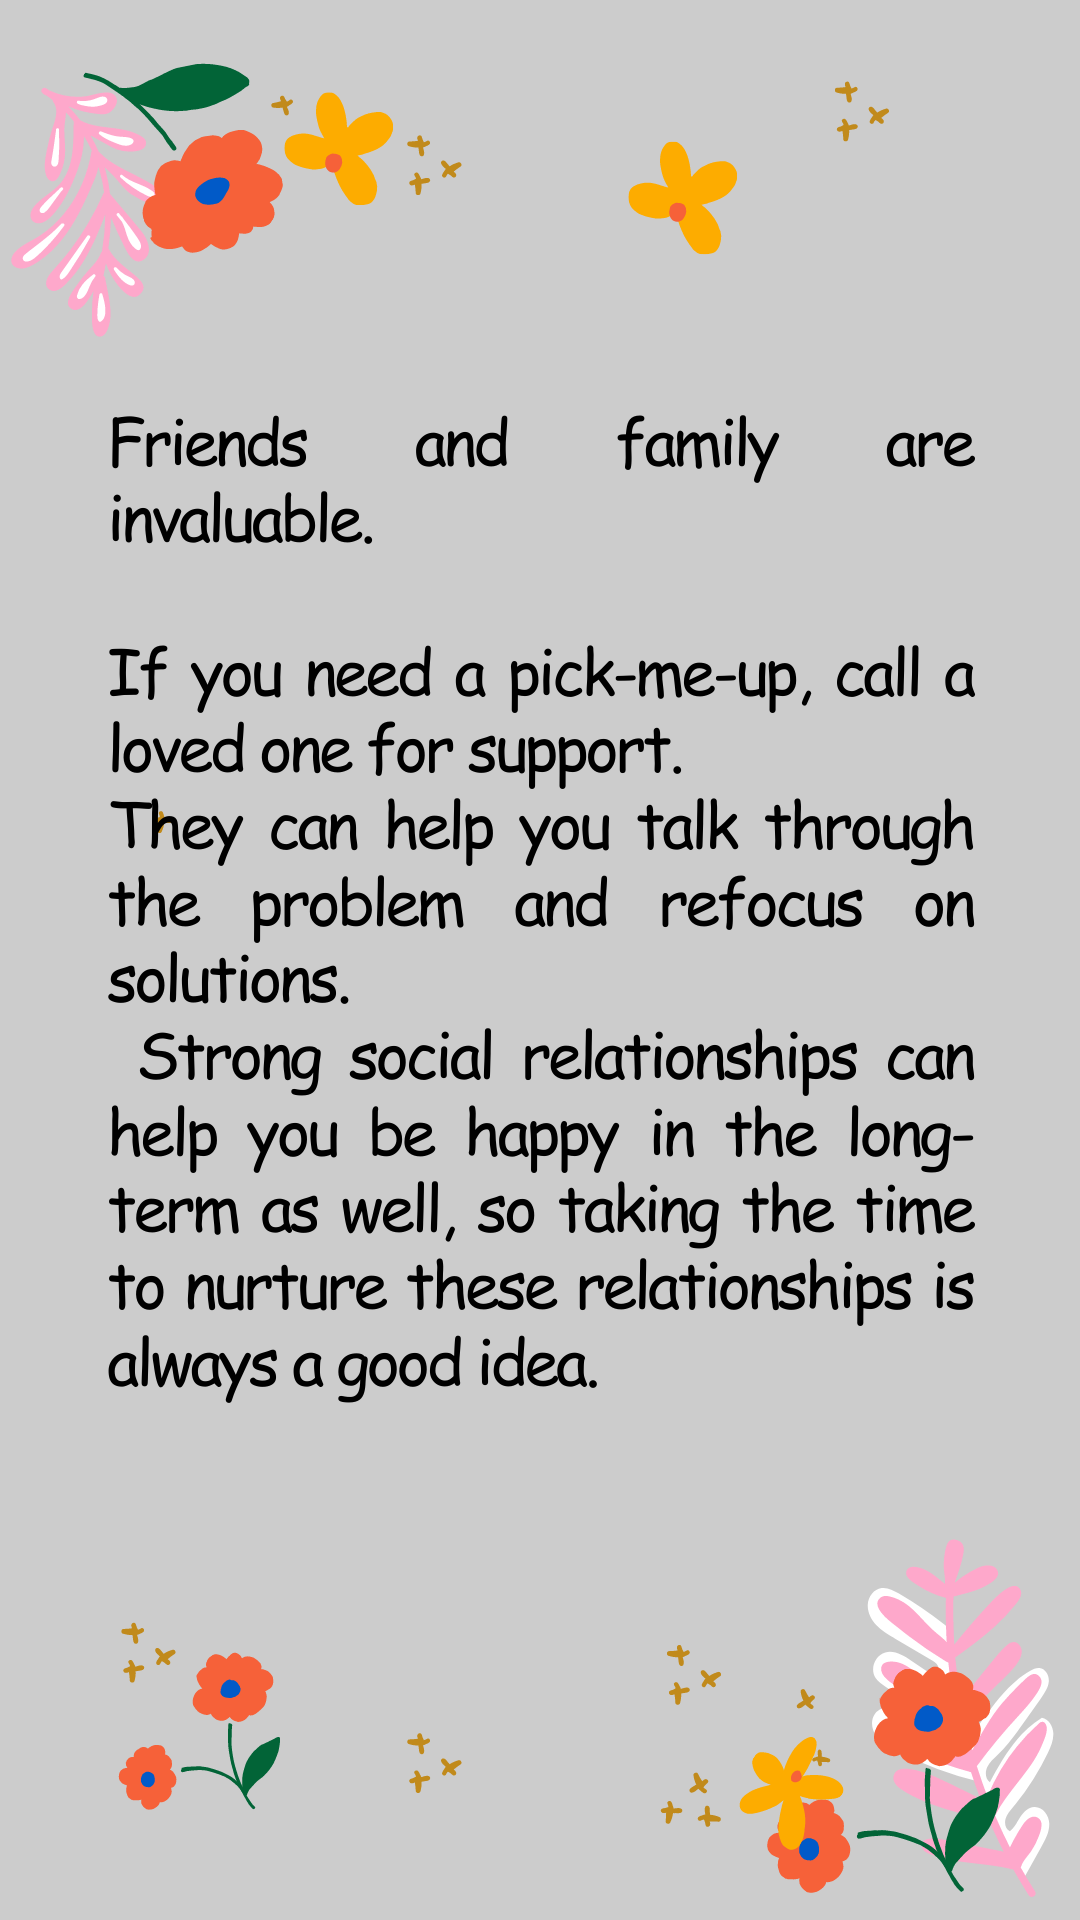 Friends and family are
invaluable.
If you need a pick-me-up, call a
loved one for support.
They can help you talk through
the problem and refocus on
solutions.
Strong social relationships can
help you be happy in the long-
term as well, so taking the time
to nurture these relationships is
always a good idea.